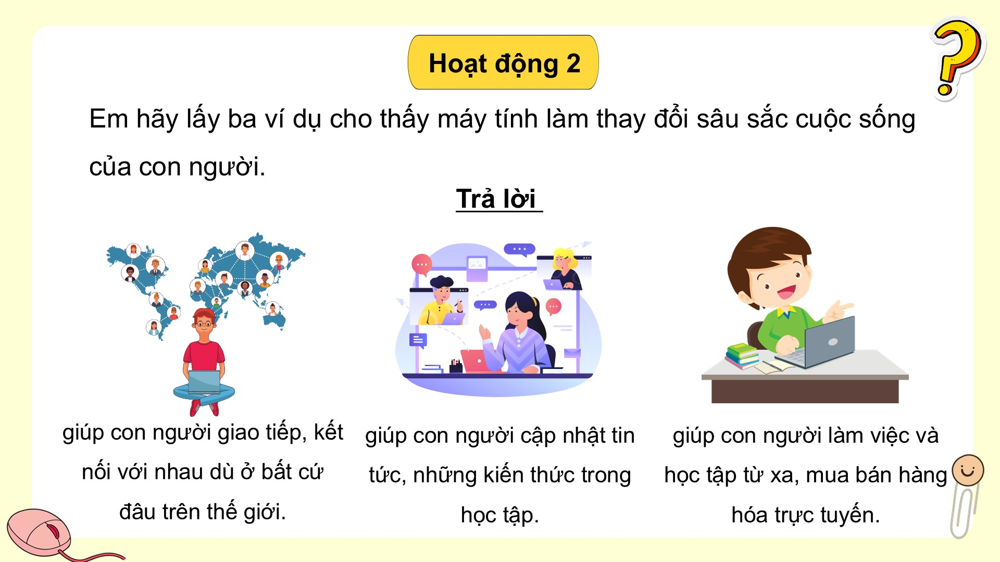 Hoạt động 2
Em hãy lấy ba ví dụ cho thấy máy tính làm thay đổi sâu sắc cuộc sống
của con người.
Trả lời
giúp con người giao tiếp, kết
nối với nhau dù ở bất cứ
đâu trên thế giới.
giúp con người cập nhật tin
tức, những kiến thức trong
học tập.
giúp con người làm việc và
học tập từ xa, mua bán hàng
hóa trực tuyến.